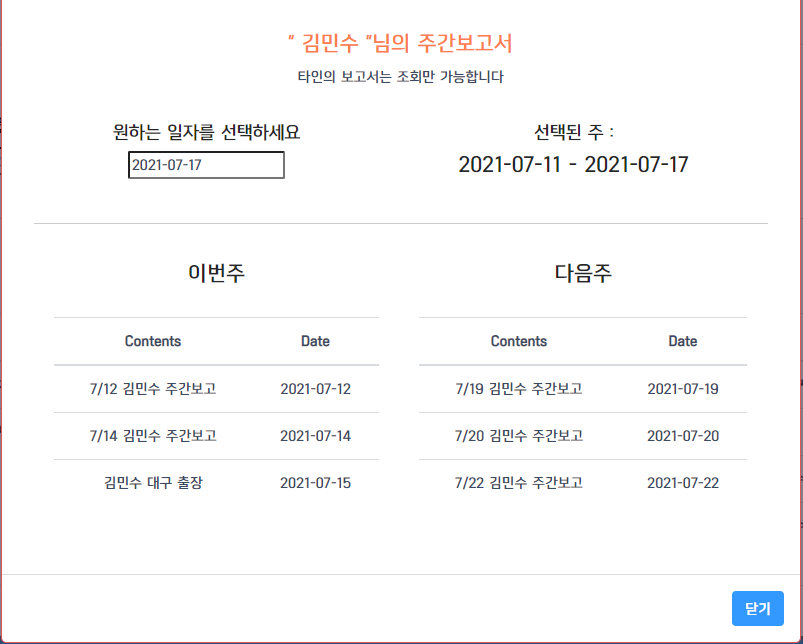 " 김민수 "님의 주간보고서
타인의 보고서는 조회만 가능합니다
원하는 일자를 선택하세요
2021-07-17
선택된 주 :
2021-07-11 - 2021-07-17
이번주
Contents Date
7/12 김민수 주간보고 2021-07-12
7/14 김민수 주간보고 2021-07-14
김민수 대구 출장 2021-07-15
다음주
Contents Date
7/19 김민수 주간보고 2021-07-19
7/20 김민수 주간보고 2021-07-20
7/22 김민수 주간보고 2021-07-22
닫기